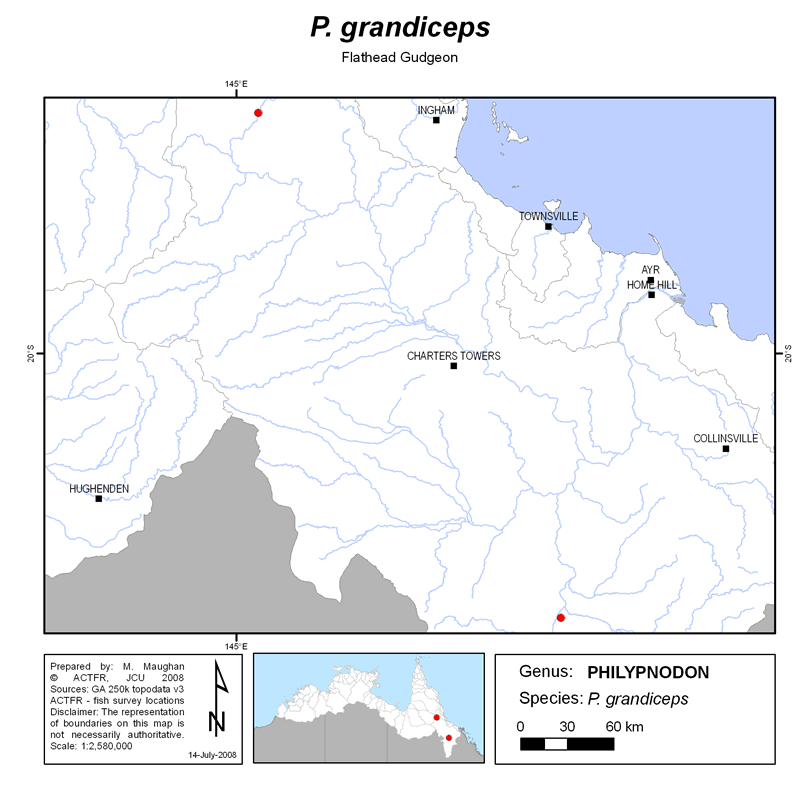 P. grandiceps
Flathead Gudgeon
145°E
INGHAM
TOWNSVILLE
AYR
HOME HILL
20°S
20°S
CHARTERS TOWERS
COLLINSVILLE
HUGHENDEN
145°E
Prepared by: M. Maughan
© ACTFR, JCU 2008
Sources: GA 250k topodata v3
ACTFR - fish survey locations
Disclaimer: The representation
of boundaries on this map is
not necessarily authoritative.
Scale: 1:2,580,000
N
14-July-2008
Genus: PHILYPNODON
Species: P. grandiceps
0 30 60 km